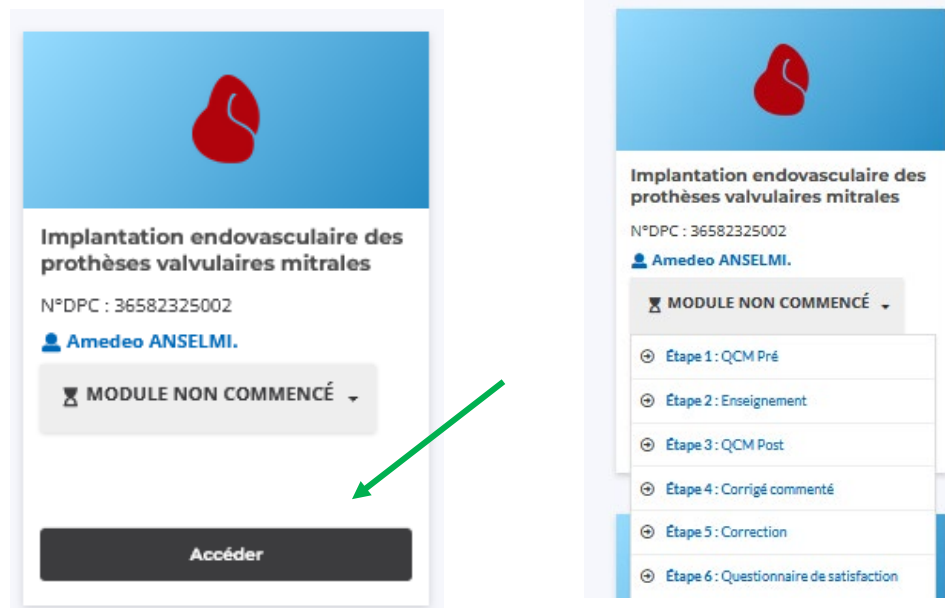 Implantation endovasculaire des
prothèses valvulaires mitrales
N°DPC : 36582325002
Amedeo ANSELMI.
MODULE NON COMMENCÉ
Accéder
Implantation endovasculaire des
prothèses valvulaires mitrales
N°DPC : 36582325002
Amedeo ANSELMI.
MODULE NON COMMENCÉ
Étape 1 : QCM Pré
Étape 2 : Enseignement
Étape 3 : QCM Post
Étape 4 : Corrigé commenté
Étape 5 : Correction
Étape 6 : Questionnaire de satisfaction